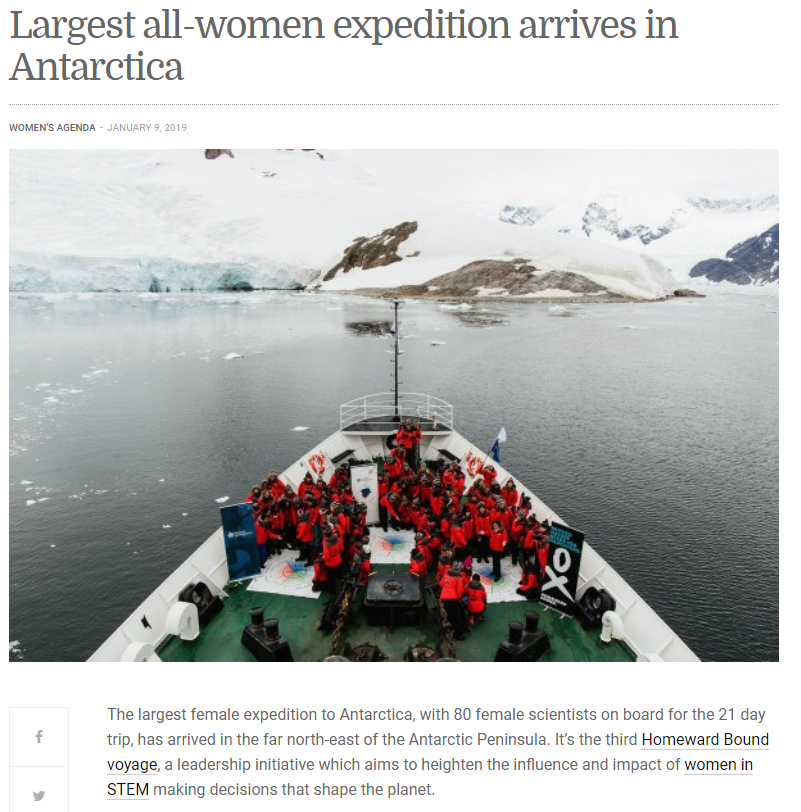 Largest all-women expedition arrives in
Antarctica
WOMEN'S AGENDA - JANUARY 9, 2019
The largest female expedition to Antarctica, with 80 female scientists on board for the 21 day
trip, has arrived in the far north-east of the Antarctic Peninsula. It's the third Homeward Bound
voyage, a leadership initiative which aims to heighten the influence and impact of women in
STEM making decisions that shape the planet.